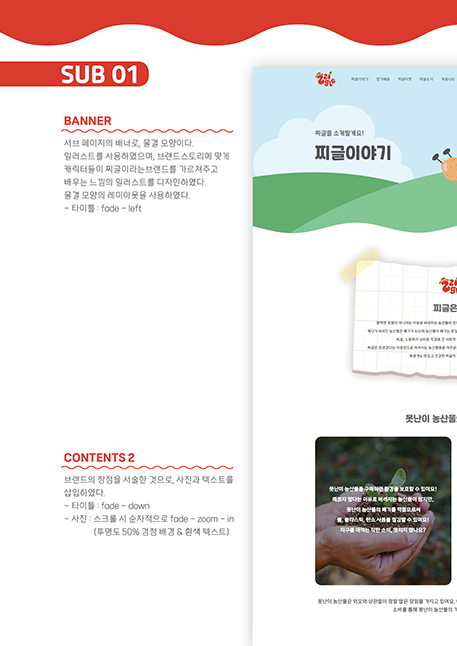 SUB 01
BANNER
서브 페이지의 배너로, 물결 모양이다.
일러스트를 사용하였으며, 브랜드스토리에 맞게
캐릭터들이 찌글이라는브랜드를 가르쳐주고
배우는 느낌의 일러스트를 디자인하였다.
물결 모양의 레이아웃을 사용하였다.
- 타이틀 : fade - left
찌글이야기
찌글마켓
찌글소식
커뮤니티
찌글을 소개할게요!
찌글이야기
찌글은
못난이 농산물
CONTENTS 2
브랜드의 장점을 서술한 것으로, 사진과 텍스트를
삽입하였다.
- 타이틀 : fade - down
- 사진 : 스크롤 시 순차적으로 fade - zoom - in
(투명도 50% 검정 배경 & 흰색 텍스트)
못난이 농산물을 구매하면 환경을 보호할 수 있어요!
예쁘지 않다는 이유로 버려지는 농산물이 많지만,
못난이 농산물의 폐기를 막음으로써
물, 플라스틱, 탄소 사용을 절감할 수 있어요!
지구를 아끼는 착한 소비, 멋지지 않나요?
못난이 농산물은 외모와 상관없이 정말 많은 장점을 가지고 있어요.
소비를 통해 못난이 농산물의